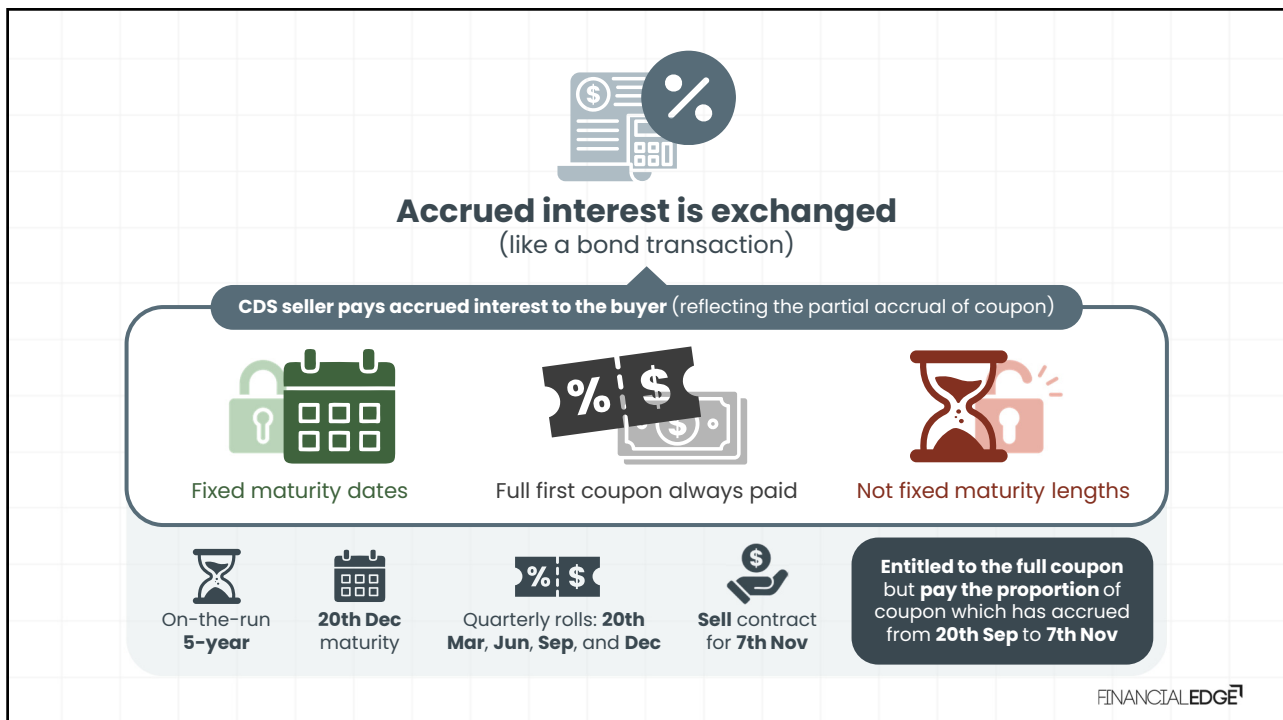 Accrued interest is exchanged
(like a bond transaction)
CDS seller pays accrued interest to the buyer (reflecting the partial accrual of coupon)
Fixed maturity dates
Full first coupon always paid
Not fixed maturity lengths
On-the-run
5-year
20th Dec
maturity
Quarterly rolls: 20th
Mar, Jun, Sep, and Dec
Sell contract
for 7th Nov
Entitled to the full coupon
but pay the proportion of
coupon which has accrued
from 20th Sep to 7th Nov
FINANCIALEDGE